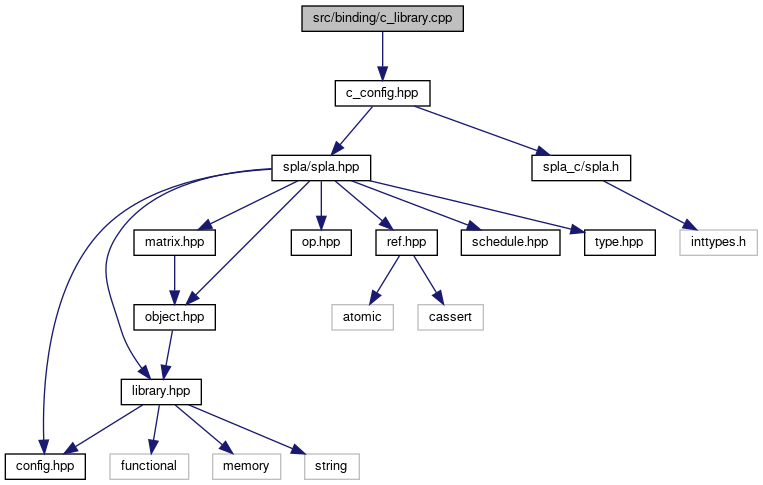 src/binding/c_library.cpp
c_config.hpp
spla/spla.hpp
spla_c/spla.h
matrix.hpp
op.hpp
ref.hpp
schedule.hpp
type.hpp
inttypes.h
object.hpp
atomic
cassert
library.hpp
config.hpp
functional
memory
string